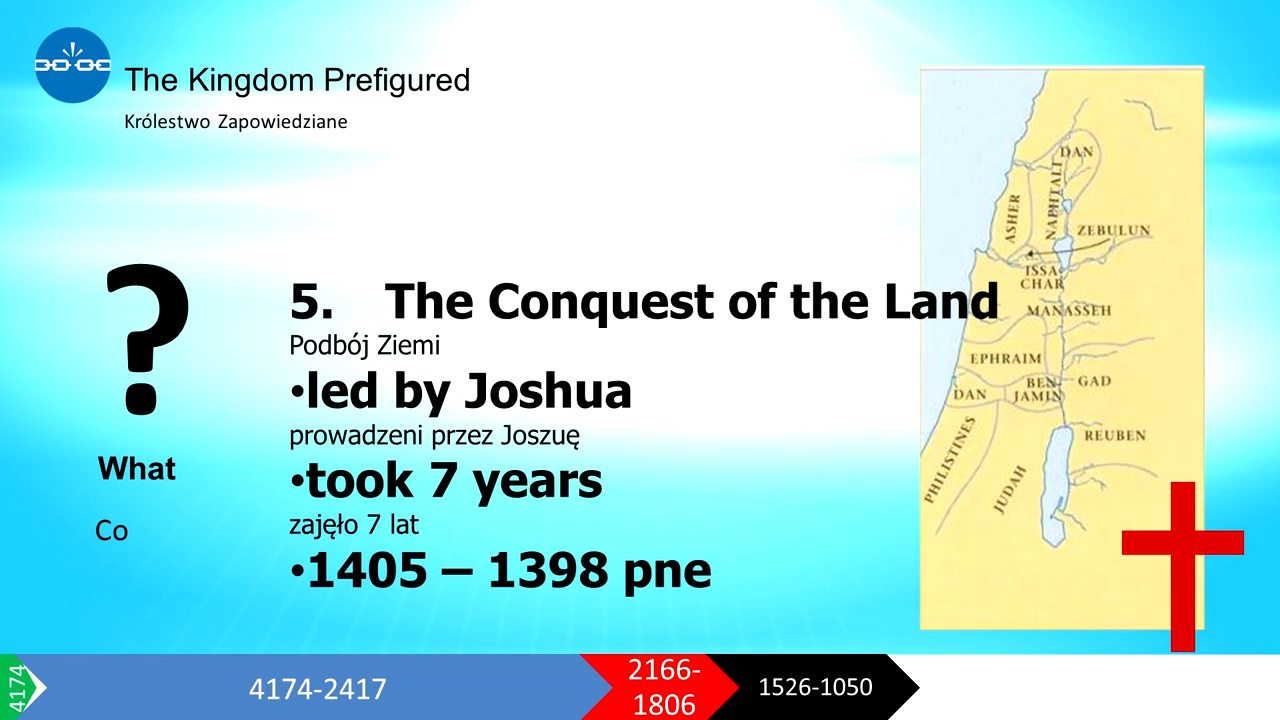 The Kingdom Prefigured
Królestwo Zapowiedziane
?
What
Co
5. The Conquest of the Land
Podbój Ziemi
•led by Joshua
prowadzeni przez Joszuę
•took 7 years
zajęło 7 lat
•1405 – 1398 pne
DAN
NAPHTALI
ASHER
ZEBULUN
ISSA-
CHAR
MANASSEH
EPHRAIM
BEN-
JAMIN
GAD
DAN
REUBEN
PHILISTINES
JUDAH
4174
4174-2417
2166-
1806
1526-1050